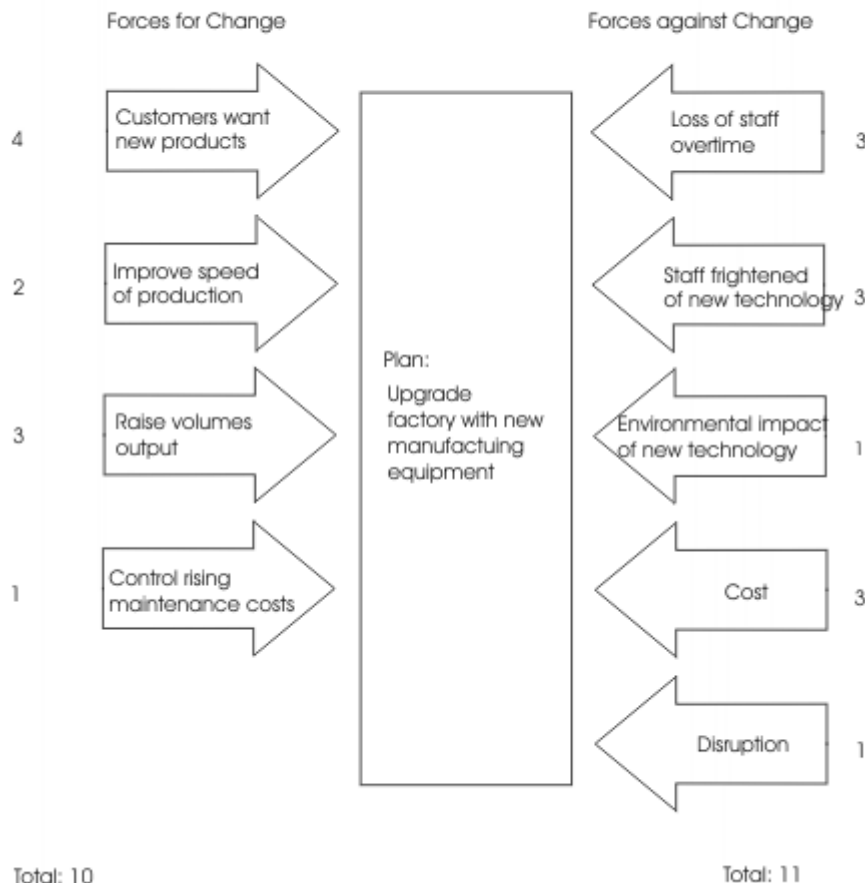 Forces for Change
Forces against Change
4
Customers want
new products
Loss of staff
overtime
3
2
Improve speed
of production
Staff frightened
of new technology
3
3
Raise volumes
output
Plan:
Upgrade
factory with new
manufactuing
equipment
Environmental impact
of new technology
1
1
Control rising
maintenance costs
Cost
3
Disruption
1
Total: 10
Total: 11